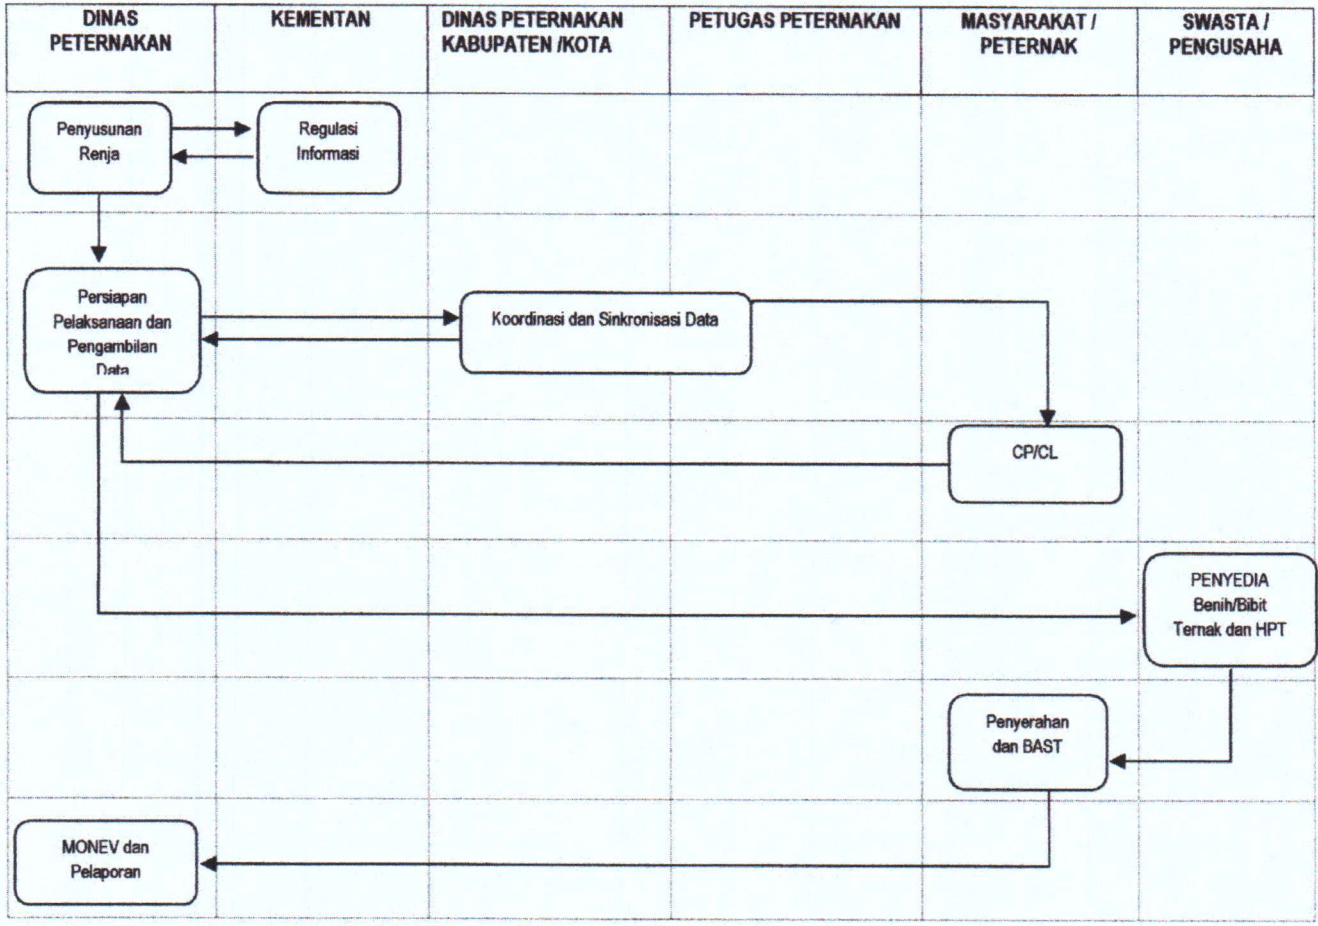 DINAS
PETERNAKAN
KEMENTAN
DINAS PETERNAKAN
KABUPATEN /KOTA
PETUGAS PETERNAKAN
MASYARAKAT /
PETERNAK
SWASTA /
PENGUSAHA
Penyusunan
Renja
Regulasi
Informasi
Persiapan
Pelaksanaan dan
Pengambilan
Data
Koordinasi dan Sinkronisasi Data
CP/CL
PENYEDIA
Benih/Bibit
Ternak dan HPT
Penyerahan
dan BAST
MONEV dan
Pelaporan